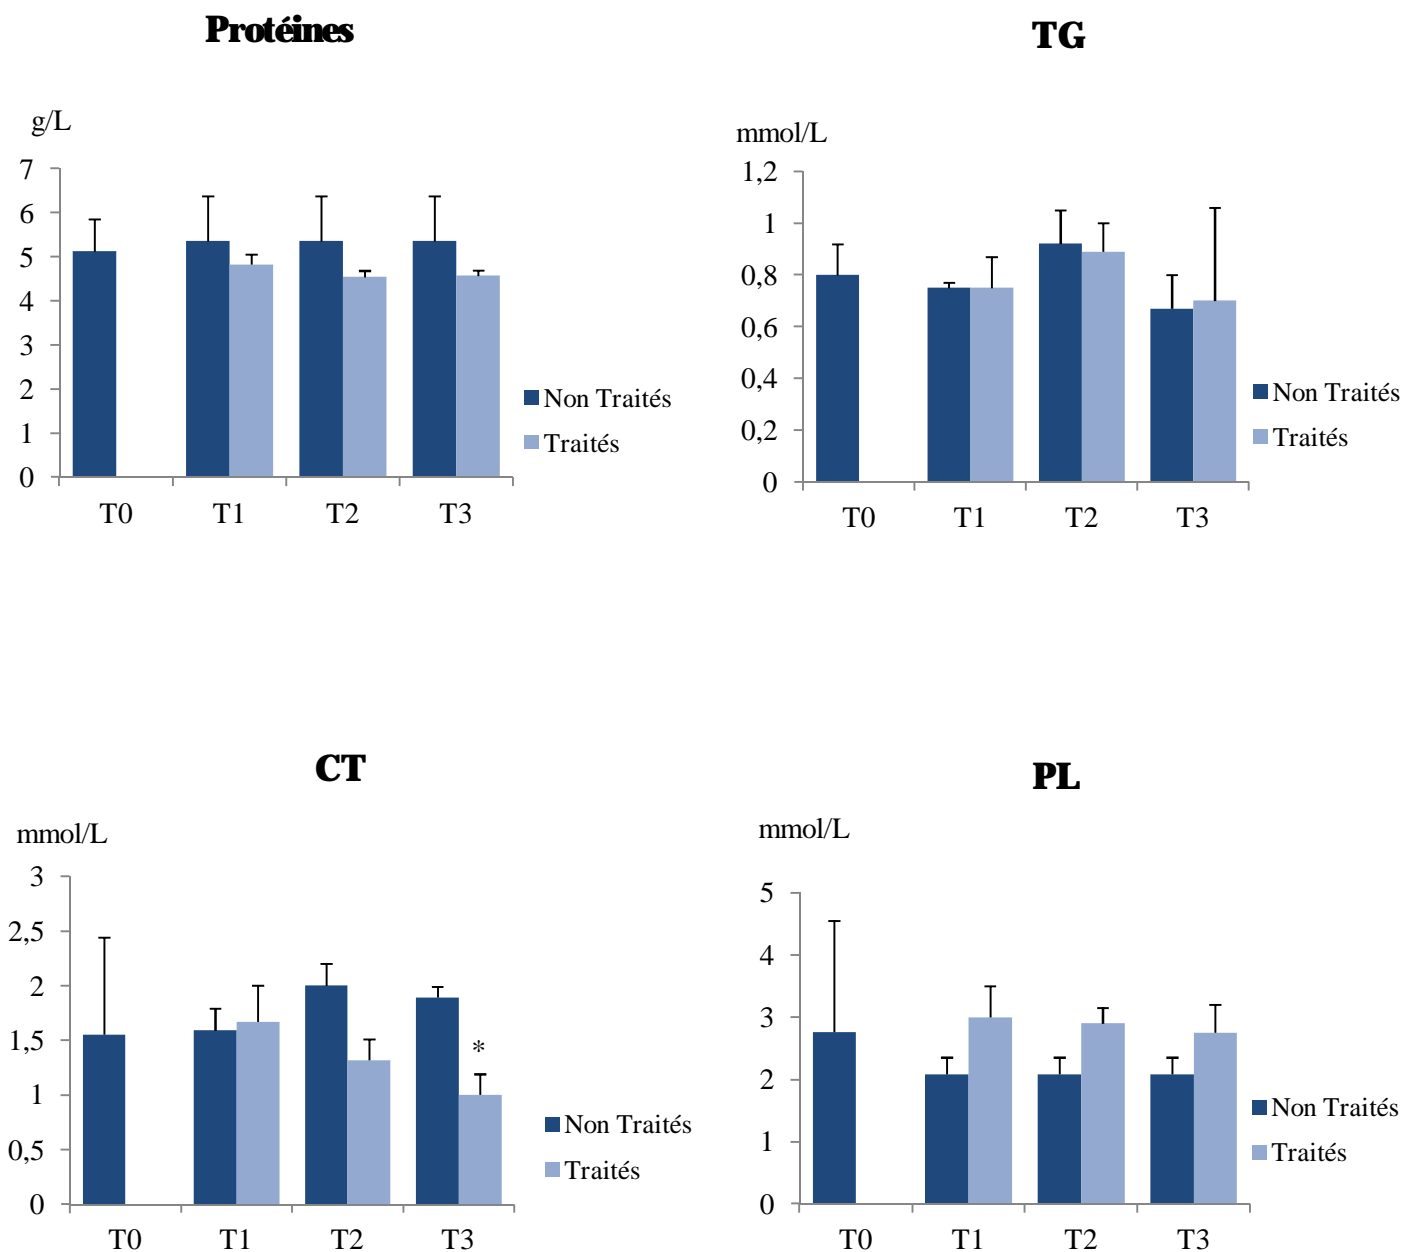 Protéines
g/L
7
6
5
4
3
2
1
0
T0 T1 T2 T3
Non Traités
Traités
TG
mmol/L
1,2
1
0,8
0,6
0,4
0,2
0
T0 T1 T2 T3
Non Traités
Traités
CT
mmol/L
3
2,5
2
1,5
1
0,5
0
*
T0 T1 T2 T3
Non Traités
Traités
PL
mmol/L
5
4
3
2
1
0
T0 T1 T2 T3
Non Traités
Traités